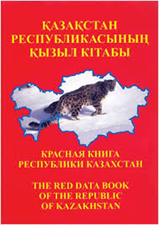 ҚАЗАҚСТАН
РЕСПУБЛИКАСЫНЫҢ
ҚЫЗЫЛ КІТАБЫ
КРАСНАЯ КНИГА
РЕСПУБЛИКИ КАЗАХСТАН
THE RED DATA BOOK
OF THE REPUBLIC
OF KAZAKHSTAN